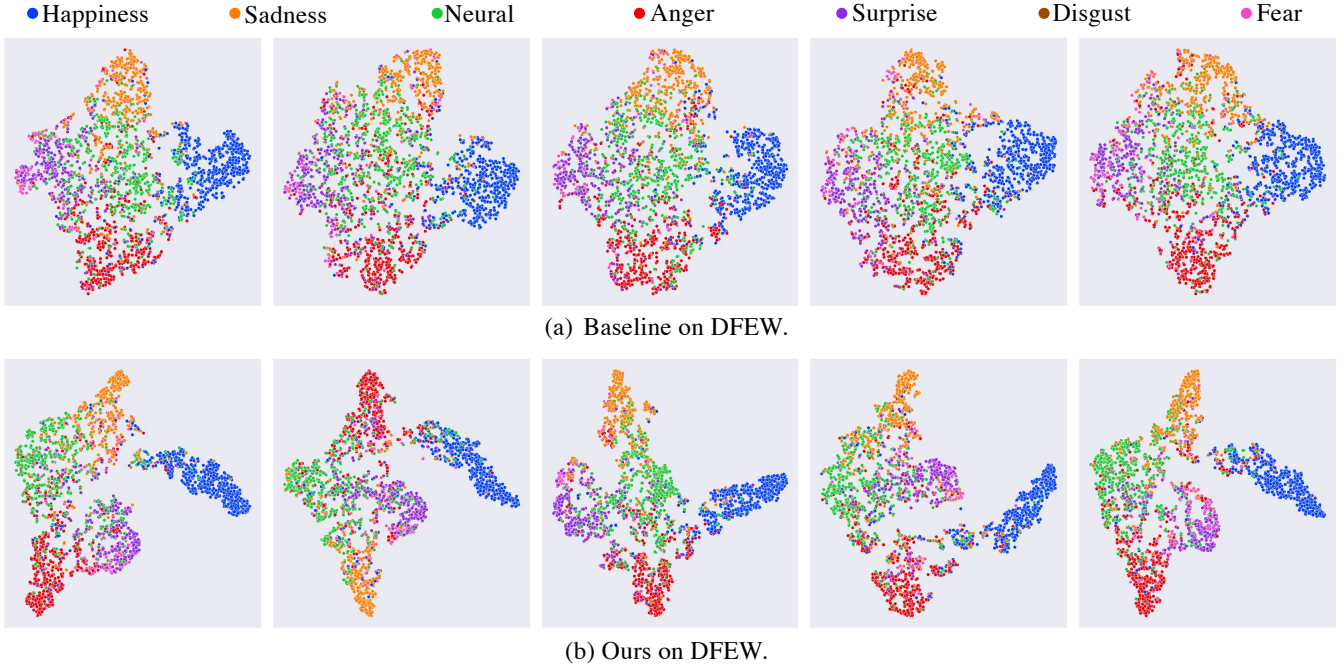 Happiness Sadness Neural Anger Surprise Disgust Fear
(a) Baseline on DFEW.
(b) Ours on DFEW.